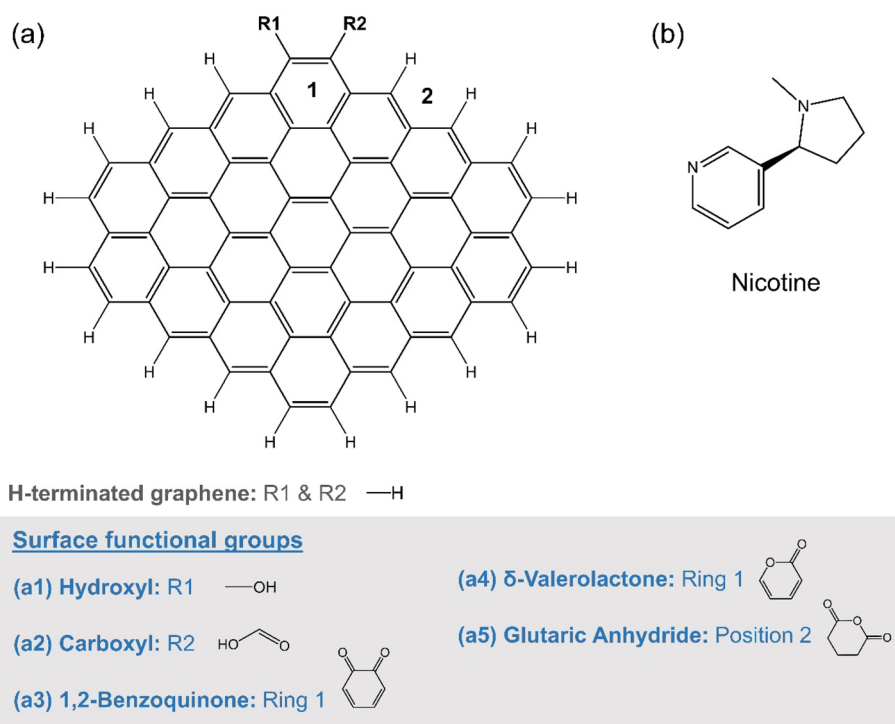 (a)
R1 R2
(b)
H H
1 2
H H
N
H H
N
H H
H H
Nicotine
H H
H H
H H
H H
H-terminated graphene: R1 & R2 —H
Surface functional groups
(a1) Hydroxyl: R1 —OH
(a2) Carboxyl: R2 HO O
(a3) 1,2-Benzoquinone: Ring 1 O O
(a4) δ-Valerolactone: Ring 1 O O
(a5) Glutaric Anhydride: Position 2 O O O